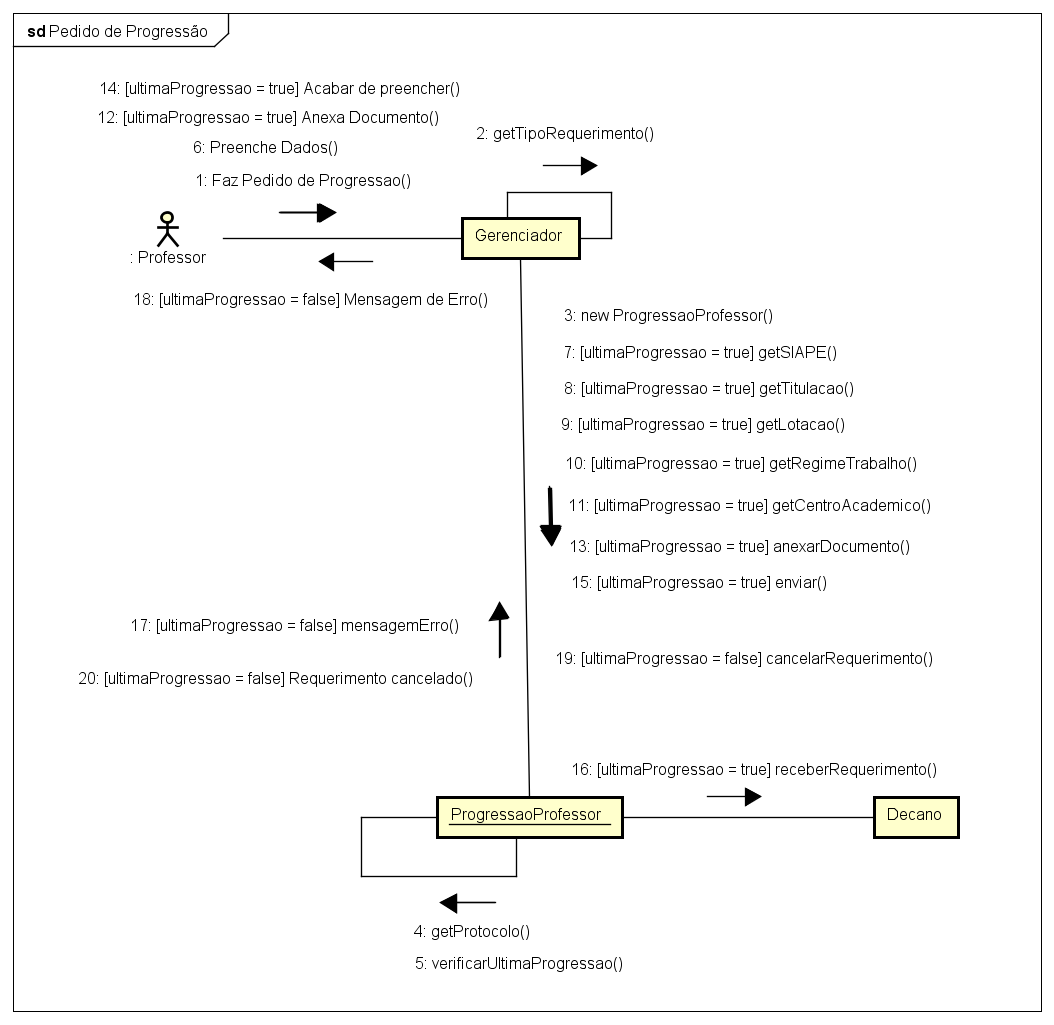 sd Pedido de Progressão
14: [ultimaProgressao = true] Acabar de preencher()
12: [ultimaProgressao = true] Anexa Documento()
2: getTipoRequerimento()
6: Preenche Dados()
1: Faz Pedido de Progressao()
Gerenciador
: Professor
18: [ultimaProgressao = false] Mensagem de Erro()
3: new ProgressaoProfessor()
7: [ultimaProgressao = true] getSIAPE()
8: [ultimaProgressao = true] getTitulacao()
9: [ultimaProgressao = true] getLotacao()
10: [ultimaProgressao = true] getRegimeTrabalho()
11: [ultimaProgressao = true] getCentroAcademico()
13: [ultimaProgressao = true] anexarDocumento()
15: [ultimaProgressao = true] enviar()
17: [ultimaProgressao = false] mensagemErro()
19: [ultimaProgressao = false] cancelarRequerimento()
20: [ultimaProgressao = false] Requerimento cancelado()
16: [ultimaProgressao = true] receberRequerimento()
ProgressaoProfessor
Decano
4: getProtocolo()
5: verificarUltimaProgressao()